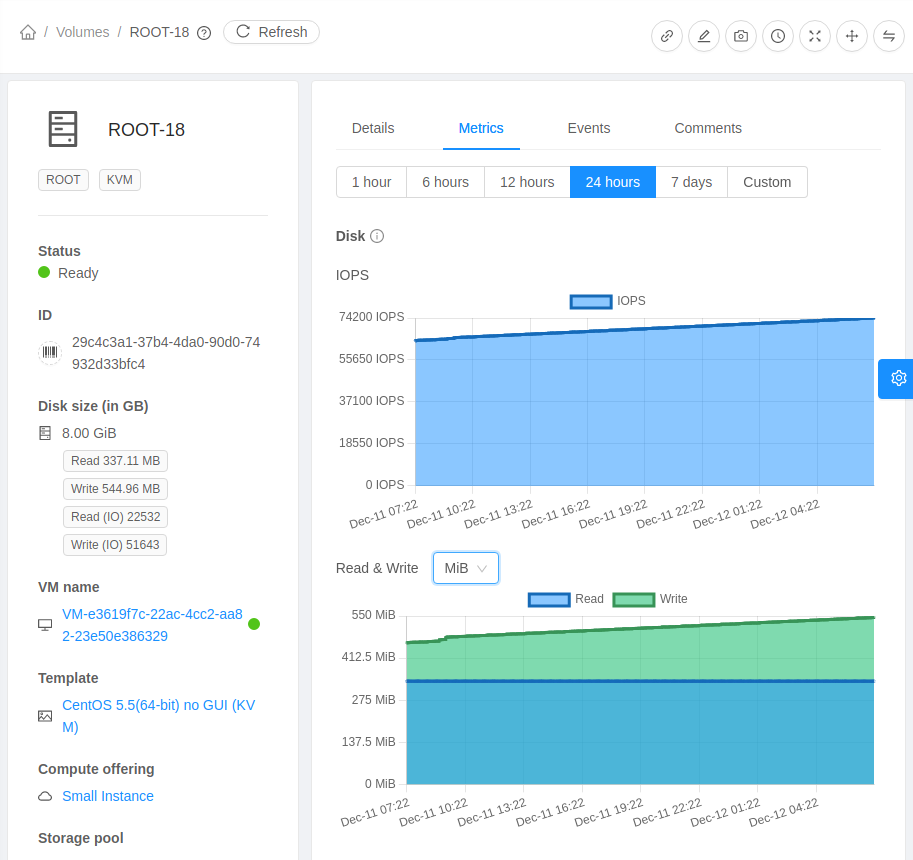 / Volumes / ROOT-18 Refresh
ROOT-18
ROOT KVM
Status
Ready
ID
29c4c3a1-37b4-4da0-90d0-74
932d33bfc4
Disk size (in GB)
8.00 GiB
Read 337.11 MB
Write 544.96 MB
Read (IO) 22532
Write (IO) 51643
VM name
VM-e3619f7c-22ac-4cc2-aa8
2-23e50e386329
Template
CentOS 5.5(64-bit) no GUI (KV
M)
Compute offering
Small Instance
Storage pool
Details Metrics Events Comments
1 hour 6 hours 12 hours 24 hours 7 days Custom
Disk
IOPS
IOPS
74200 IOPS
55650 IOPS
37100 IOPS
18550 IOPS
0 IOPS
Dec-11 07:22 Dec-11 10:22 Dec-11 13:22 Dec-11 16:22 Dec-11 19:22 Dec-11 22:22 Dec-12 01:22 Dec-12 04:22
Read & Write MiB
Read Write
550 MiB
412.5 MiB
275 MiB
137.5 MiB
0 MiB
Dec-11 07:22 Dec-11 10:22 Dec-11 13:22 Dec-11 16:22 Dec-11 19:22 Dec-11 22:22 Dec-12 01:22 Dec-12 04:22